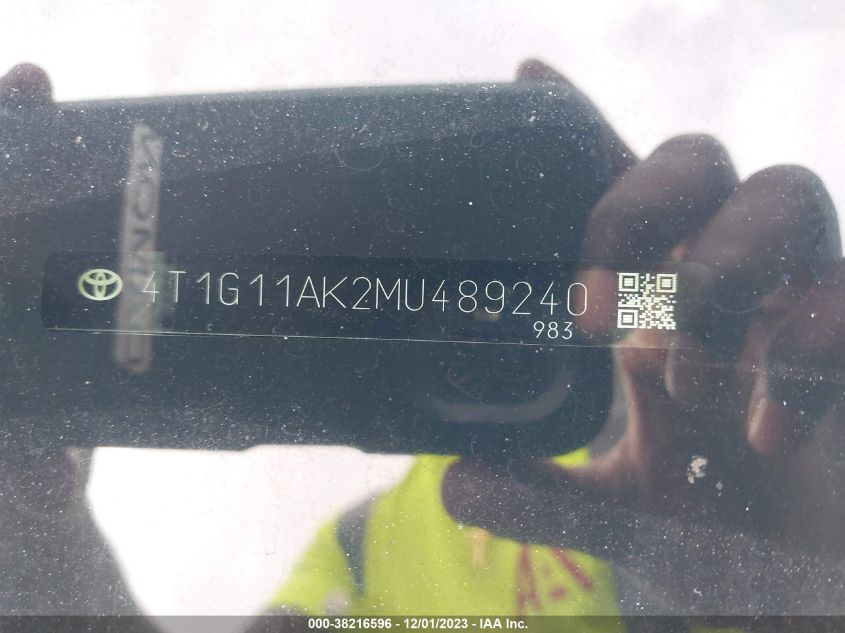 4T1G11AK2MU489240
983
000-38216596 - 12/01/2023 - IAA Inc.